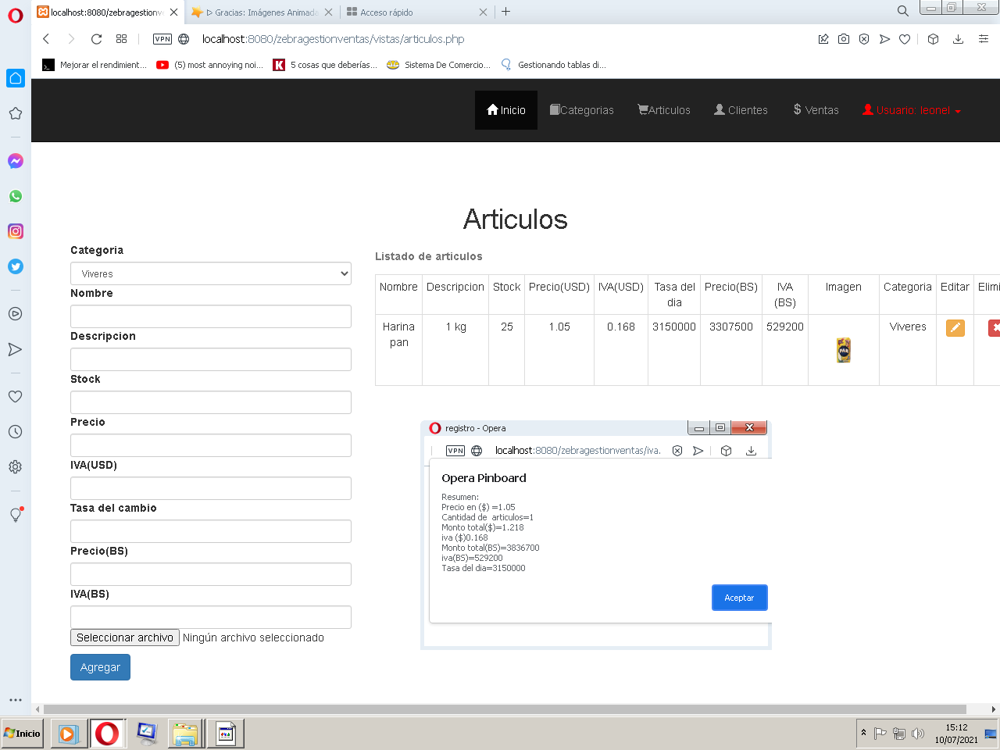 localhost:8080/zebragestionv
▷ Gracias: Imágenes Animada
Acceso rápido
VPN
localhost:8080/zebragestionventas/vistas/articulos.php
Mejorar el rendimient...
(5) most annoying noi...
5 cosas que deberías...
Sistema De Comercio...
Gestionando tablas di...
Inicio
Categorias
Articulos
Clientes
$ Ventas
Usuario: leonel
Articulos
Categoria
Viveres
Nombre
Descripcion
Stock
Precio
IVA(USD)
Tasa del cambio
Precio(BS)
IVA(BS)
Seleccionar archivo Ningún archivo seleccionado
Agregar
Listado de articulos
Nombre Descripcion Stock Precio(USD) IVA(USD) Tasa del dia Precio(BS) IVA (BS) Imagen Categoria Editar Elimi
Harina pan 1 kg 25 1.05 0.168 3150000 3307500 529200 PAN Viveres
registro - Opera
VPN localhost:8080/zebragestionventas/iva.
Opera Pinboard
Resumen:
Precio en ($) =1.05
Cantidad de articulos=1
Monto total($)=1.218
iva ($)0.168
Monto total(BS)=3836700
iva(BS)=529200
Tasa del dia=3150000
Aceptar
Inicio
15:12
10/07/2021